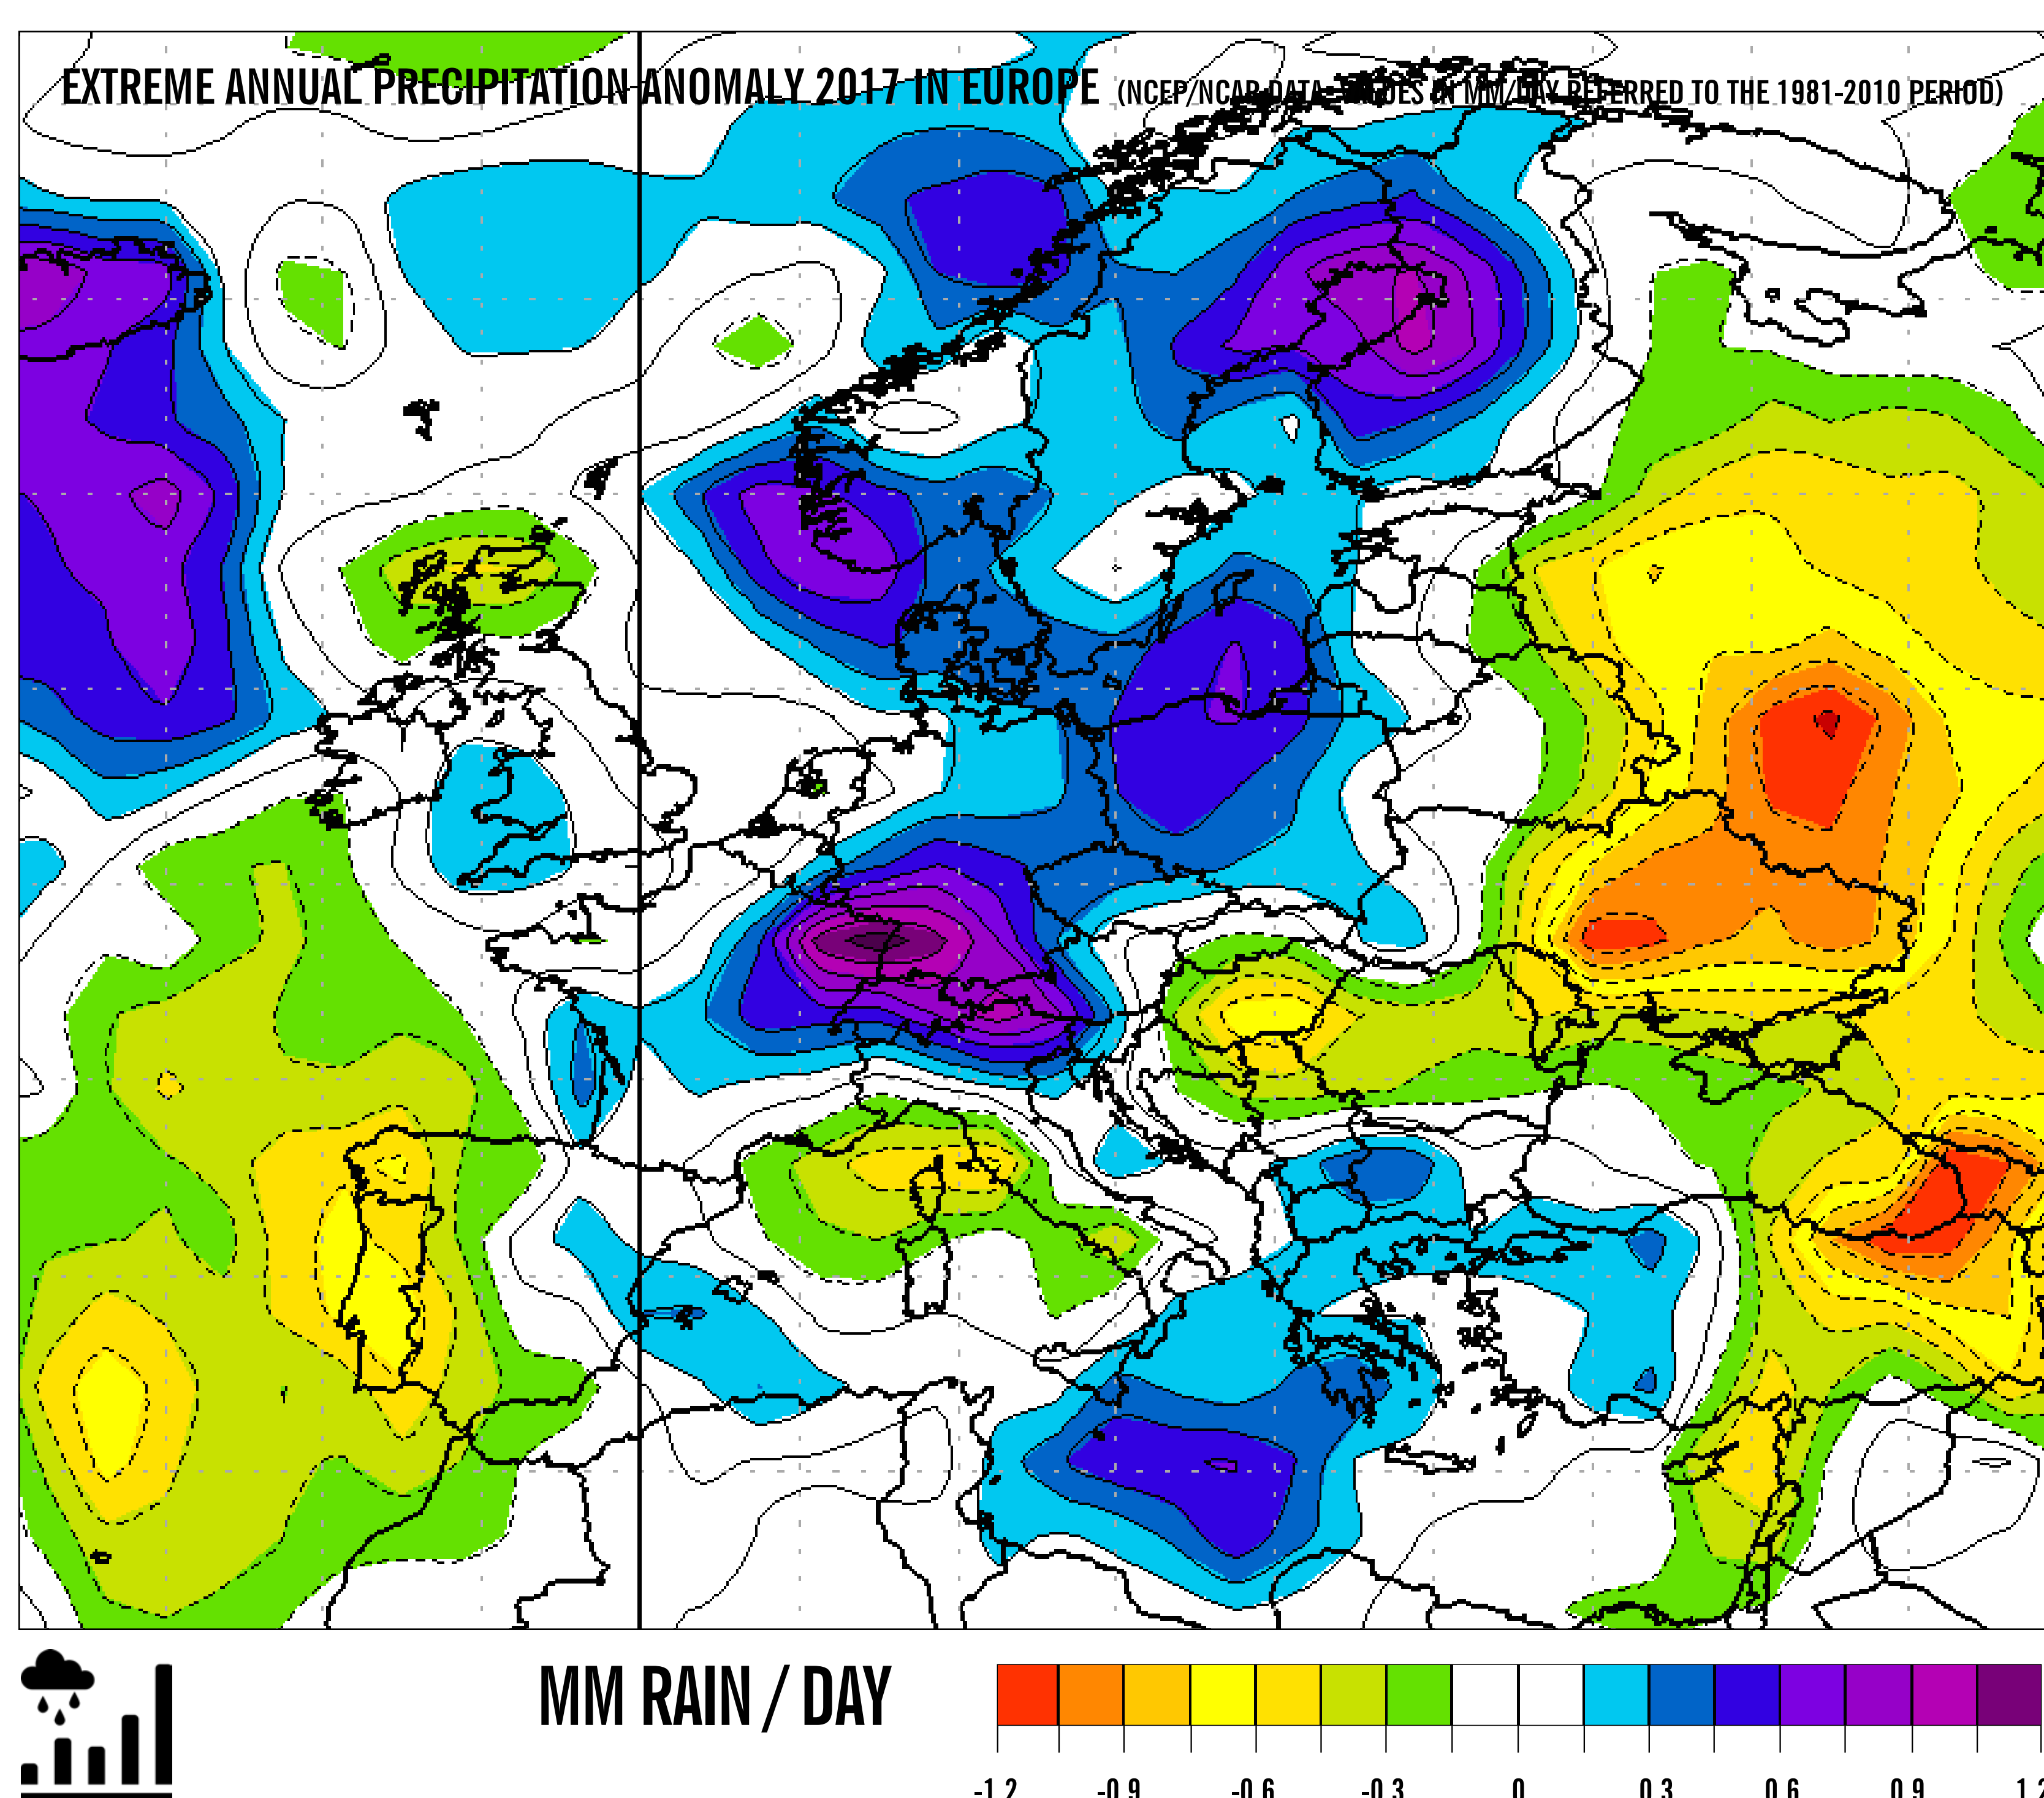 EXTREME ANNUAL PRECIPITATION ANOMALY 2017 IN EUROPE (NCEP/NCAR DATA: VALUES IN MM/DAY REFERRED TO THE 1981-2010 PERIOD)
MM RAIN / DAY
-1.2 -0.9 -0.6 -0.3 0 0.3 0.6 0.9 1.2